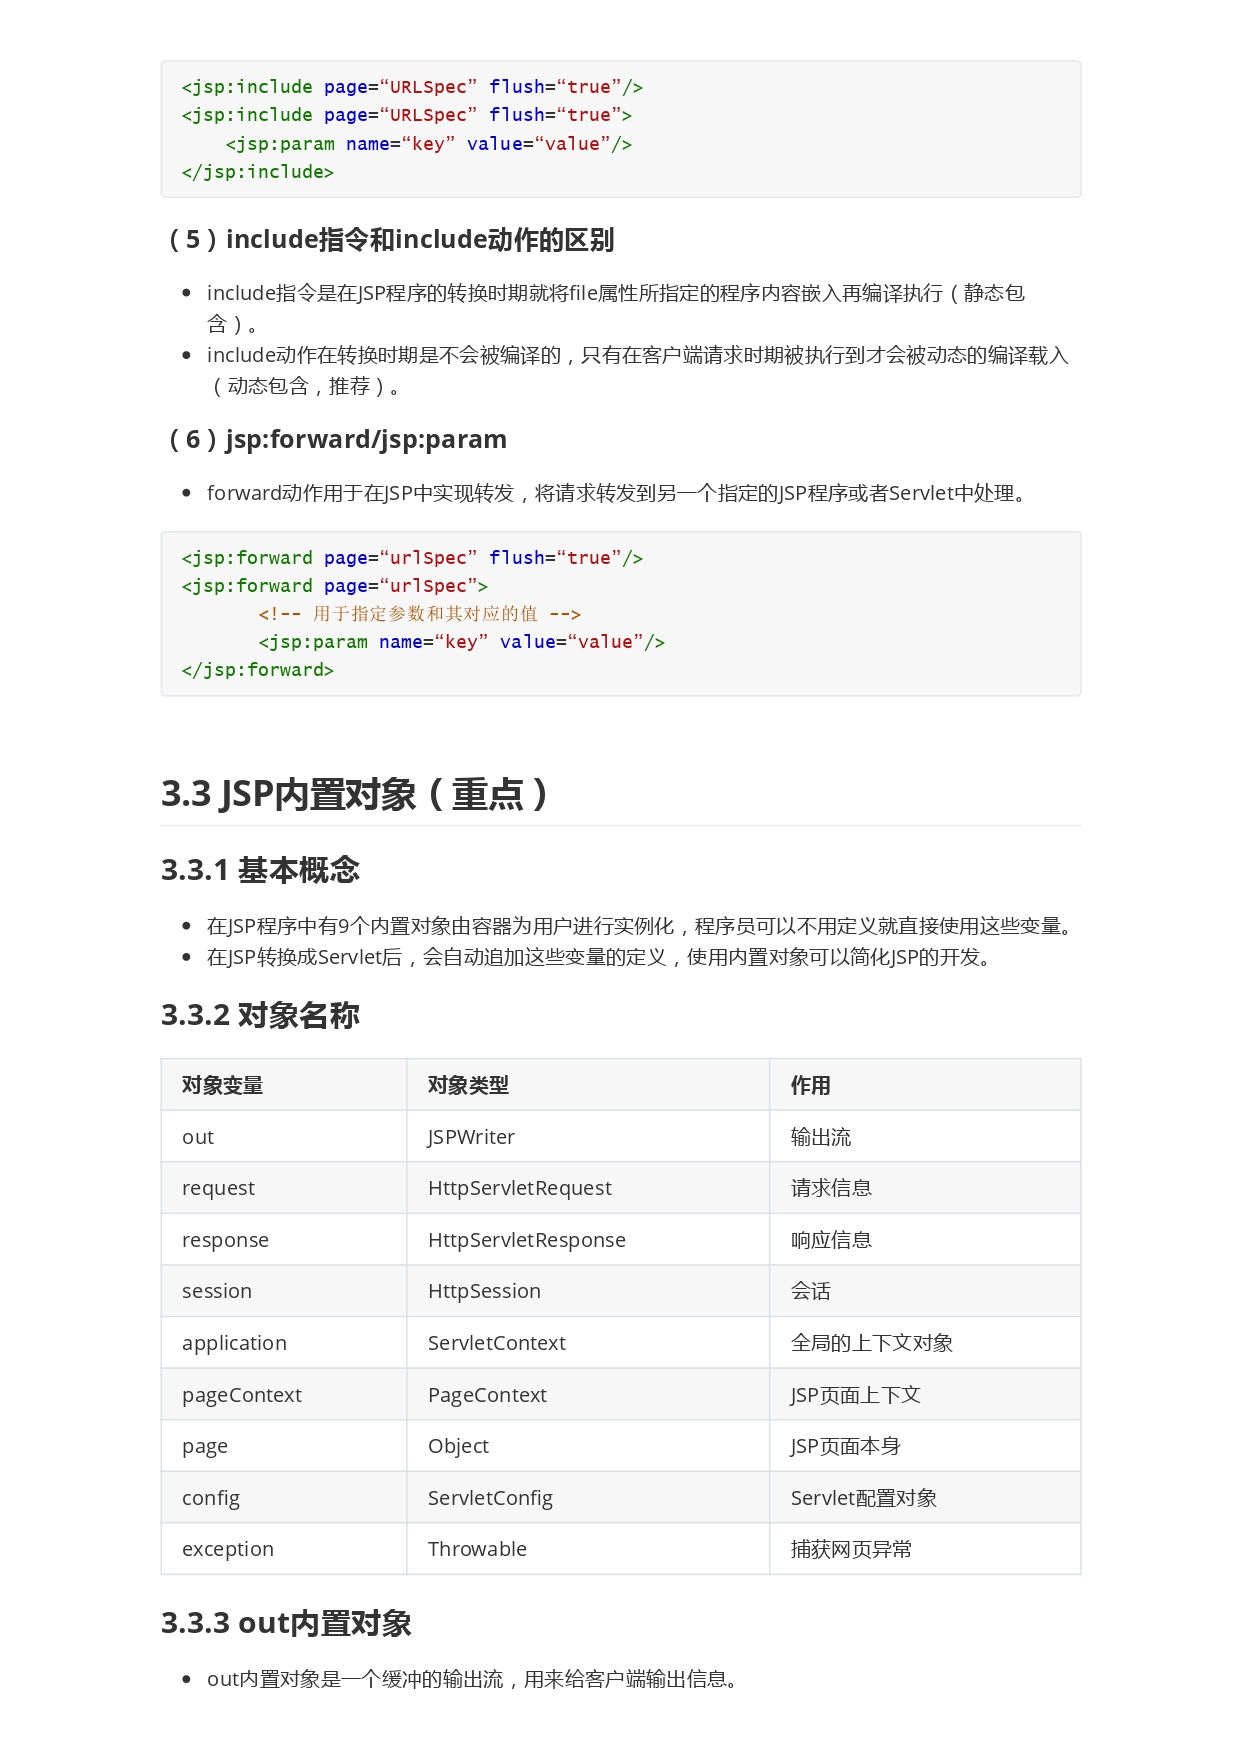 <jsp:include page=“URLSpec” flush=“true”/>
<jsp:include page=“URLSpec” flush=“true”>
    <jsp:param name=“key” value=“value”/>
</jsp:include>
（5）include指令和include动作的区别
• include指令是在JSP程序的转换时期就将file属性所指定的程序内容嵌入再编译执行（静态包
含）。
• include动作在转换时期是不会被编译的，只有在客户端请求时期被执行到才会被动态的编译载入
（动态包含，推荐）。
（6）jsp:forward/jsp:param
• forward动作用于在JSP中实现转发，将请求转发到另一个指定的JSP程序或者Servlet中处理。
<jsp:forward page=“urlSpec” flush=“true”/>
<jsp:forward page=“urlSpec”>
       <!-- 用于指定参数和其对应的值 -->
       <jsp:param name=“key” value=“value”/>
</jsp:forward>
3.3 JSP内置对象（重点）
3.3.1 基本概念
• 在JSP程序中有9个内置对象由容器为用户进行实例化，程序员可以不用定义就直接使用这些变量。
• 在JSP转换成Servlet后，会自动追加这些变量的定义，使用内置对象可以简化JSP的开发。
3.3.2 对象名称
对象变量 对象类型 作用
out JSPWriter 输出流
request HttpServletRequest 请求信息
response HttpServletResponse 响应信息
session HttpSession 会话
application ServletContext 全局的上下文对象
pageContext PageContext JSP页面上下文
page Object JSP页面本身
config ServletConfig Servlet配置对象
exception Throwable 捕获网页异常
3.3.3 out内置对象
• out内置对象是一个缓冲的输出流，用来给客户端输出信息。